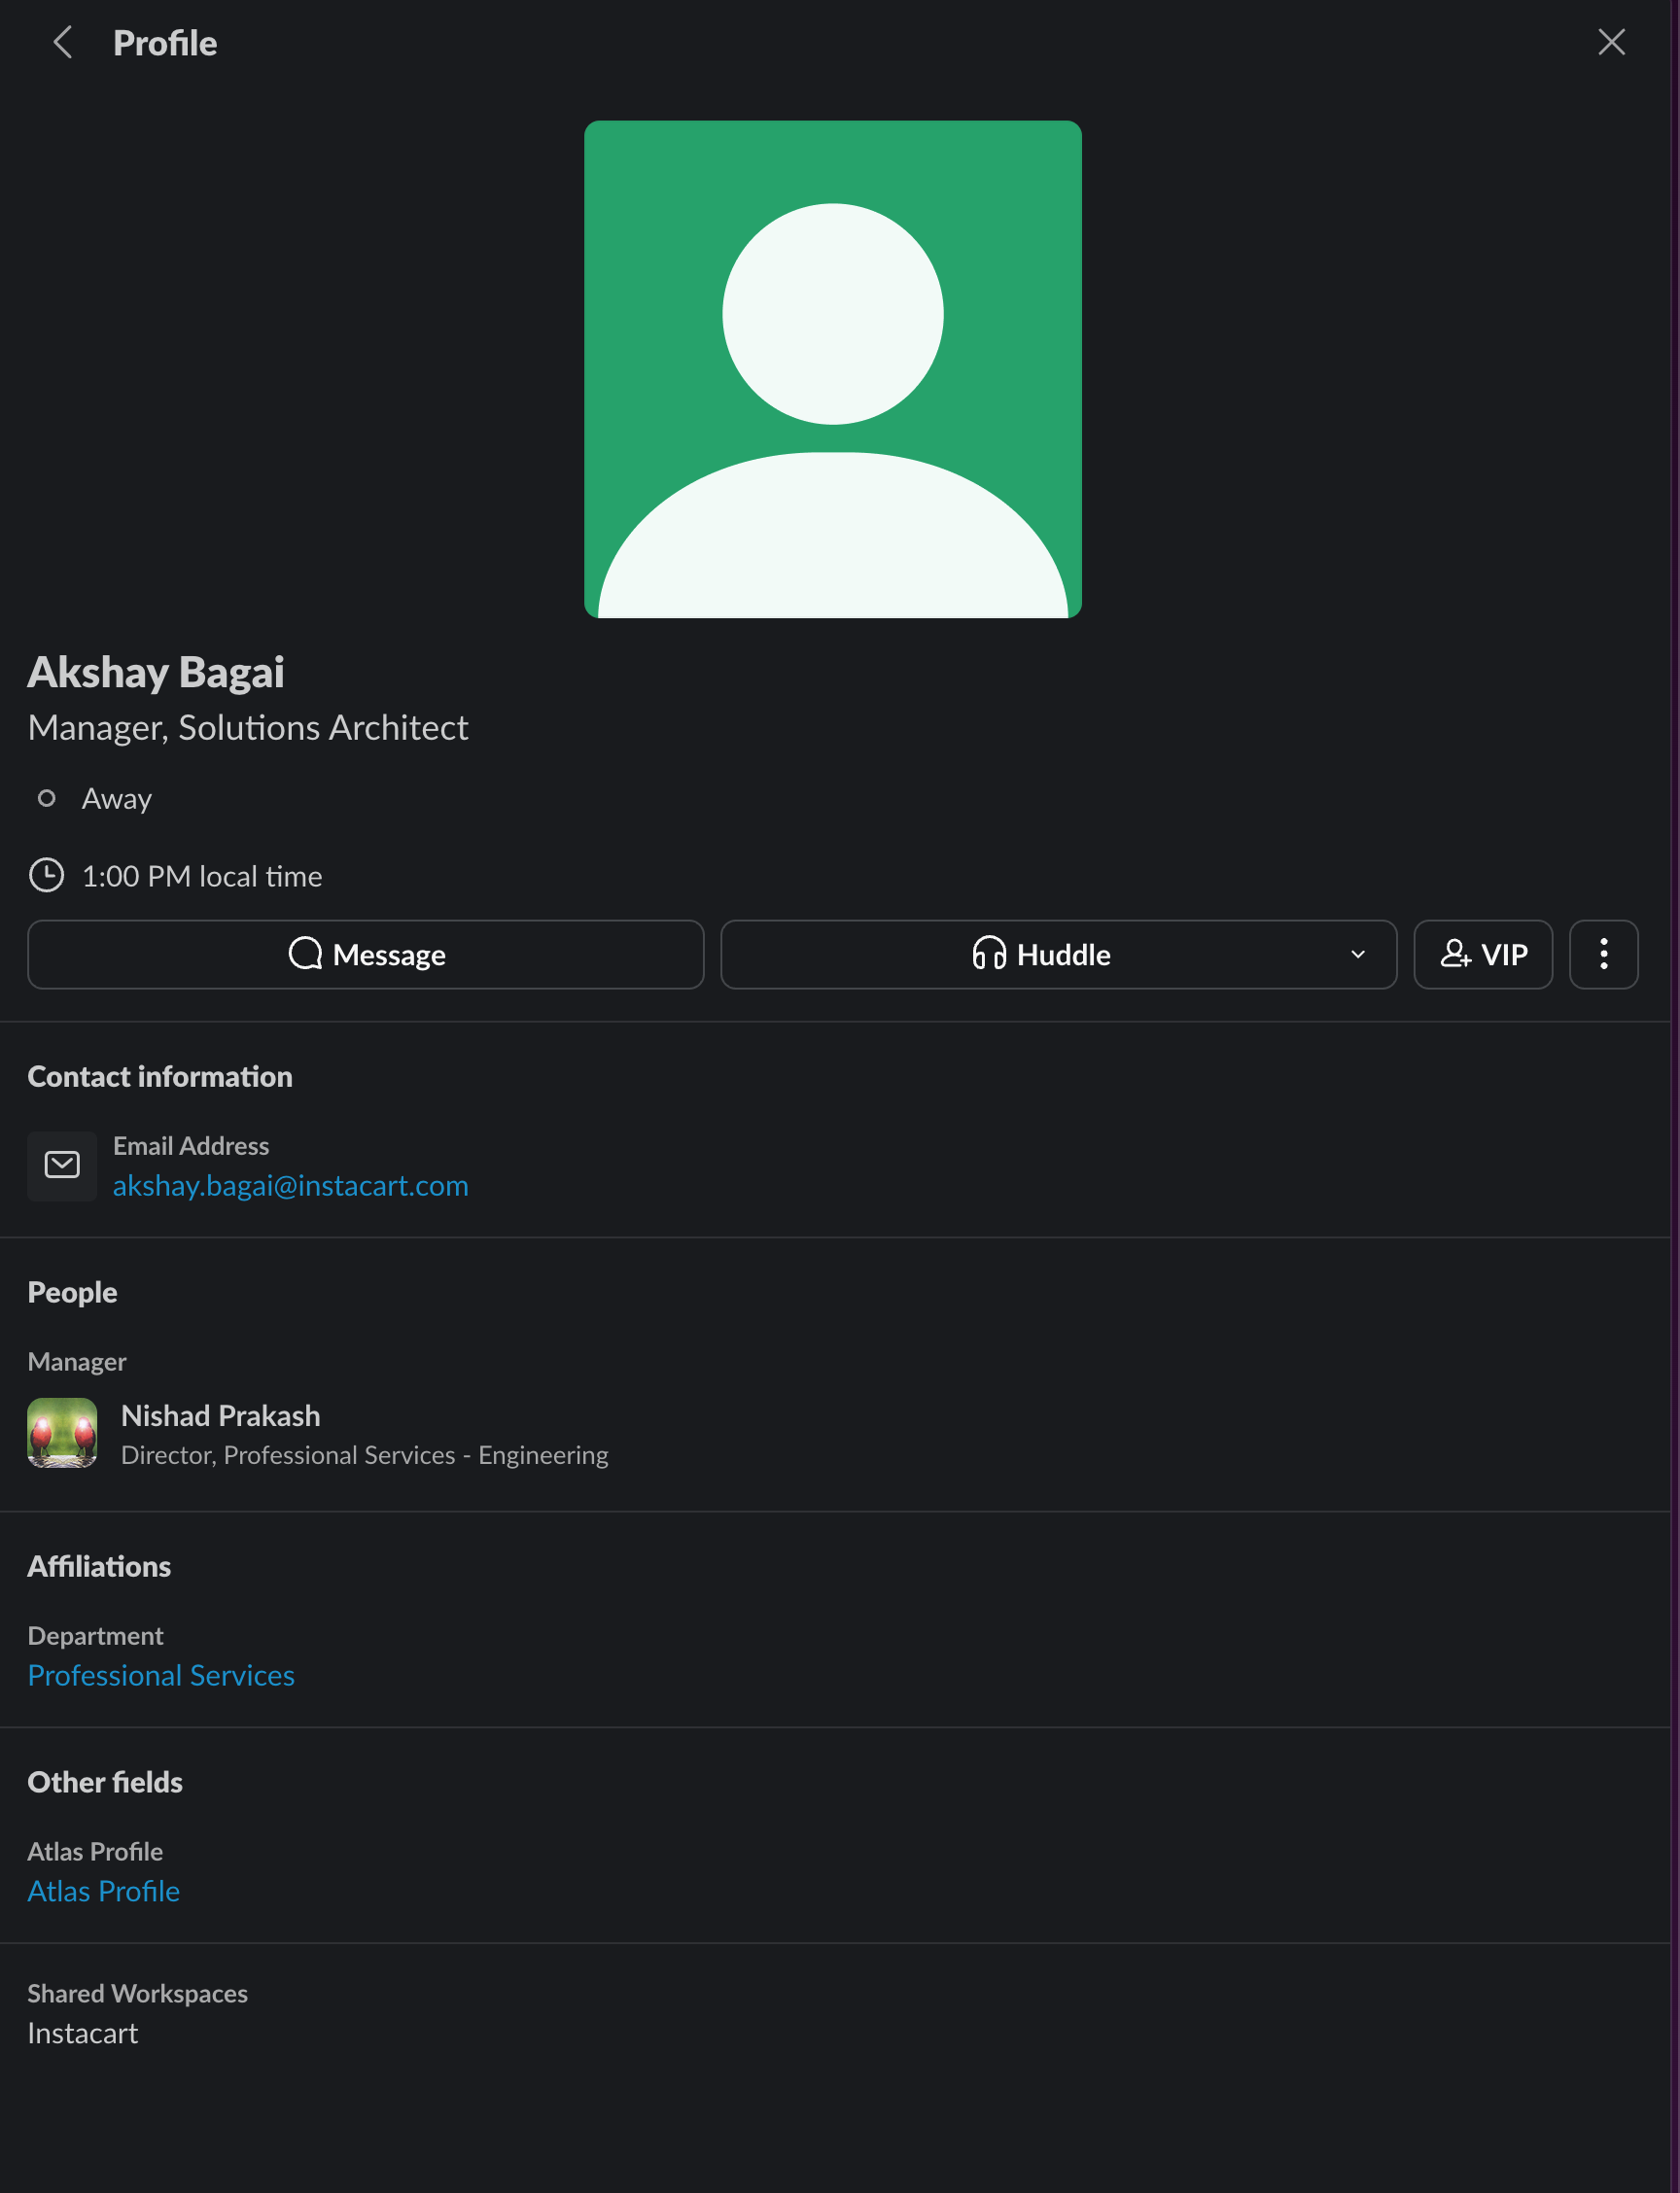 Profile
Akshay Bagai
Manager, Solutions Architect
Away
1:00 PM local time
Message
Huddle
VIP
Contact information
Email Address
akshay.bagai@instacart.com
People
Manager
Nishad Prakash
Director, Professional Services - Engineering
Affiliations
Department
Professional Services
Other fields
Atlas Profile
Atlas Profile
Shared Workspaces
Instacart